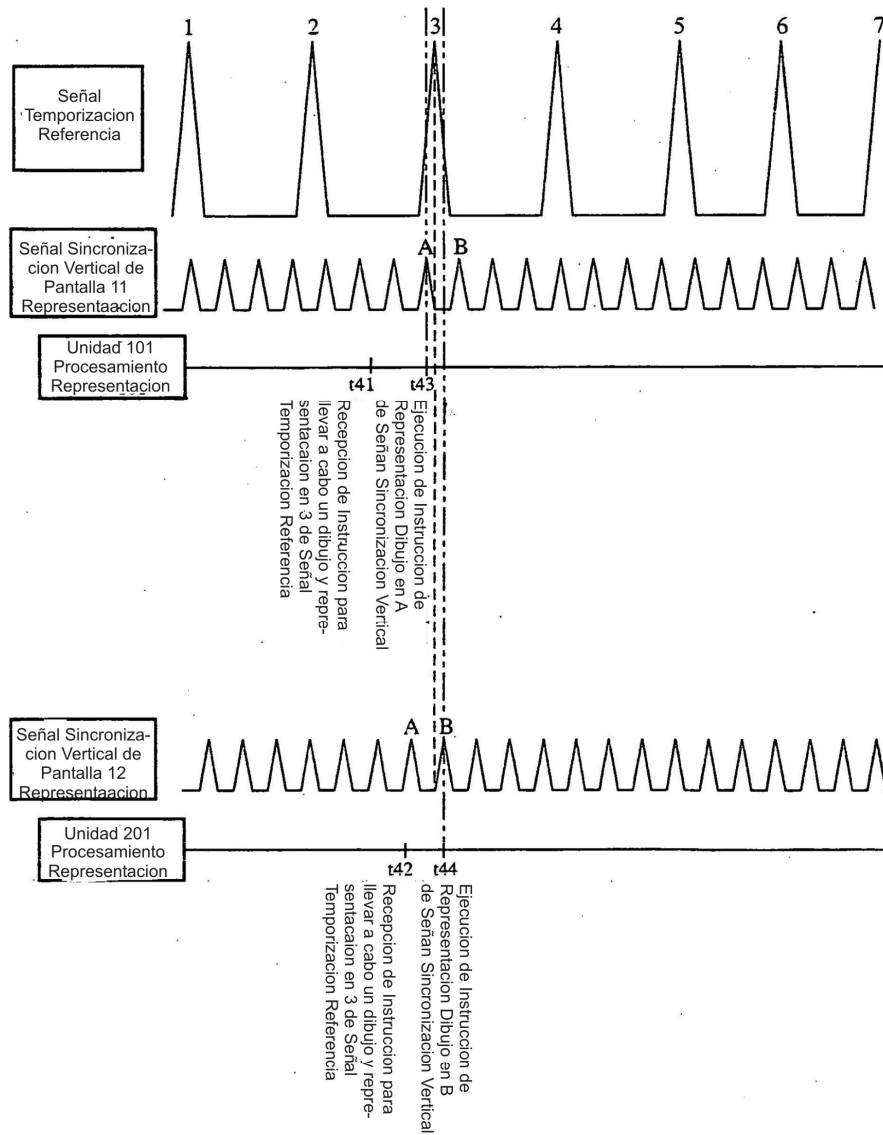 1 2 3 4 5 6 7
Señal
Temporizacion
Referencia
Señal Sincroniza-
cion Vertical de
Pantalla 11
Representaacion
A B
Unidad 101
Procesamiento
Representacion
t41 t43
Recepcion de Instruccion para
llevar a cabo un dibujo y repre-
sentacaion en 3 de Señal
Temporizacion Referencia
Ejecucion de Instruccion de
Representacion Dibujo en A
de Señan Sincronizacion Vertical
Señal Sincroniza-
cion Vertical de
Pantalla 12
Representaacion
A B
Unidad 201
Procesamiento
Representacion
t42 t44
Recepcion de Instruccion para
llevar a cabo un dibujo y repre-
sentacaion en 3 de Señal
Temporizacion Referencia
Ejecucion de Instruccion de
Representacion Dibujo en B
de Señan Sincronizacion Vertical